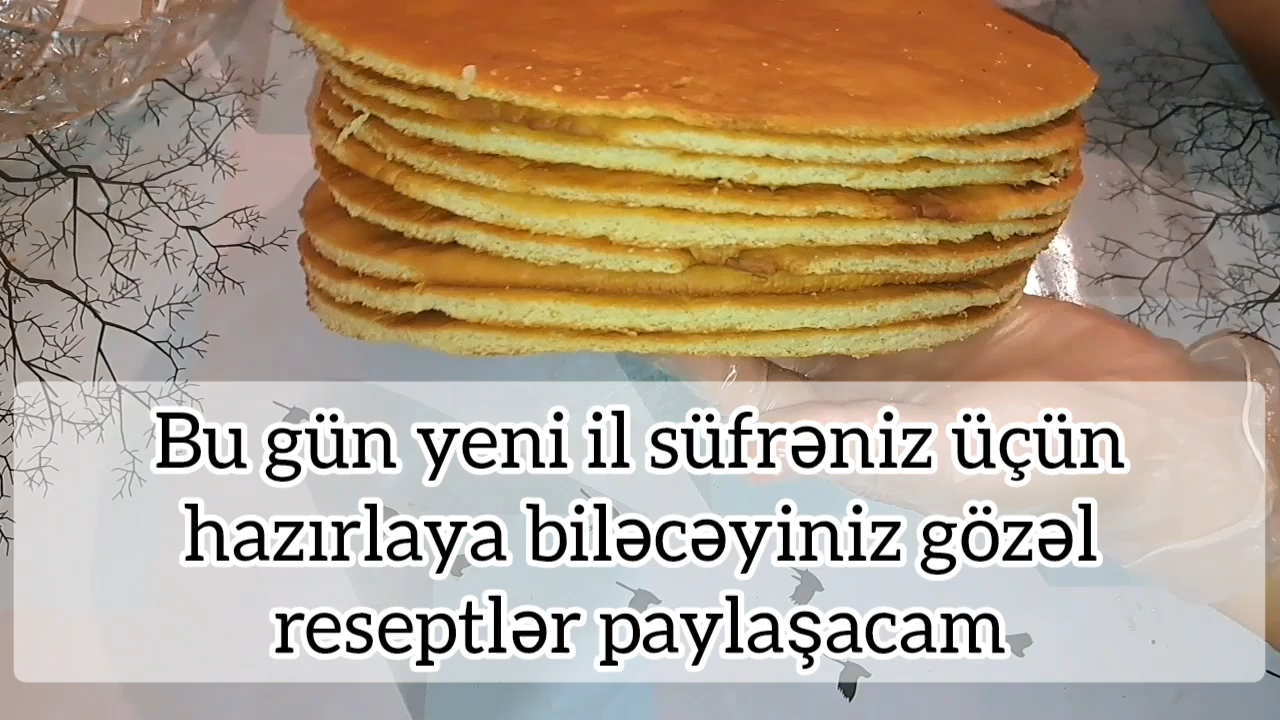 Bu gün yeni il süfrəniz üçün
hazırlaya biləcəyiniz gözəl
reseptlər paylaşacam